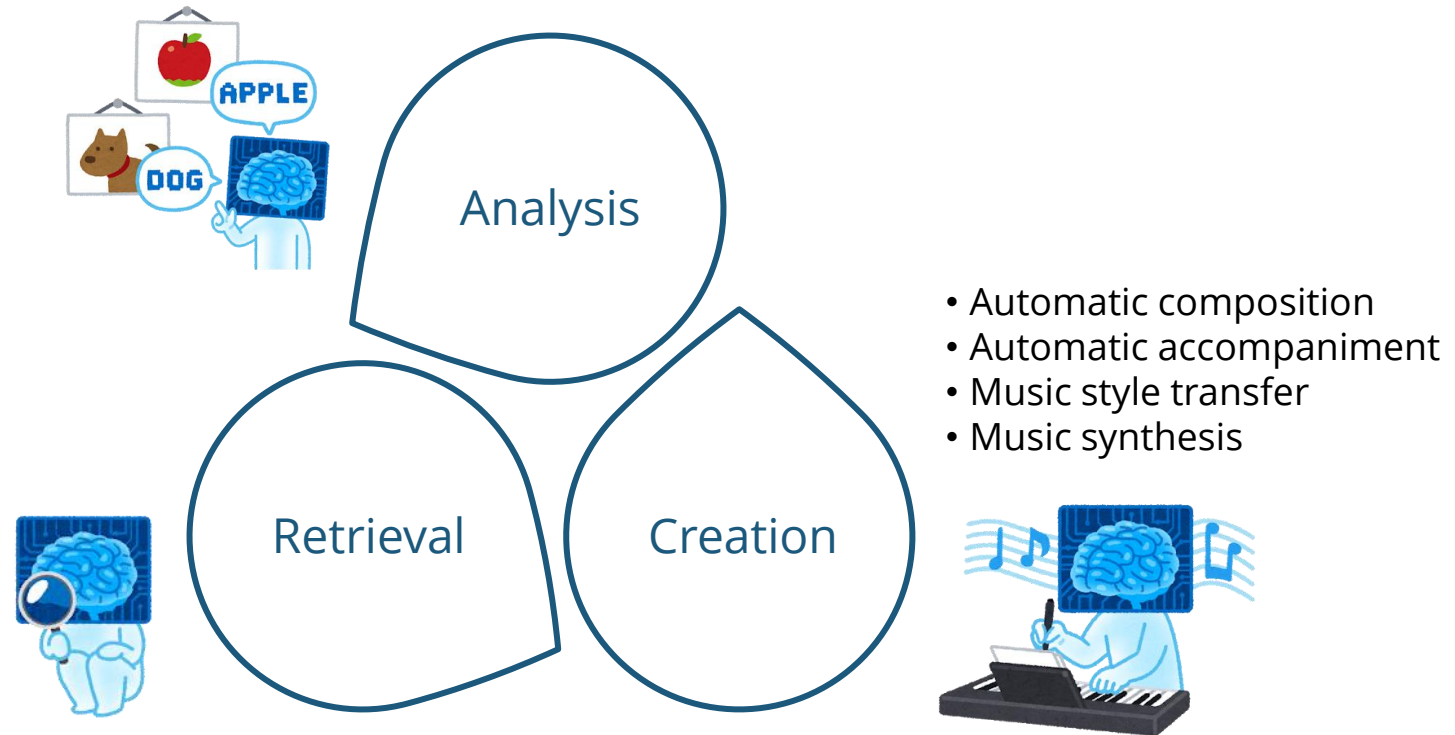 APPLE
DOG
Analysis
• Automatic composition
• Automatic accompaniment
• Music style transfer
• Music synthesis
Retrieval
Creation